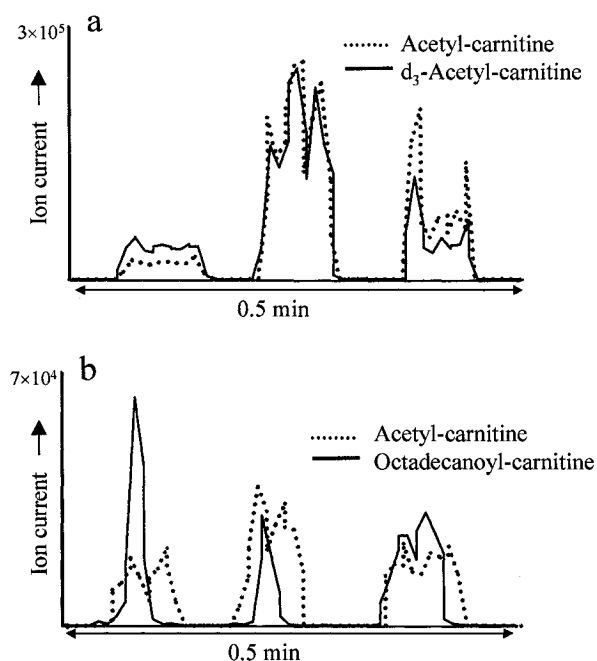 a
3×10⁵
Acetyl-carnitine
d₃-Acetyl-carnitine
Ion current
0.5 min
b
7×10⁴
Acetyl-carnitine
Octadecanoyl-carnitine
Ion current
0.5 min